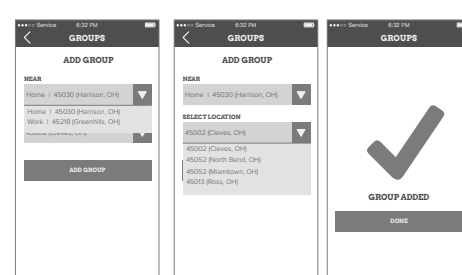 Service 6:32 PM
GROUPS
ADD GROUP
NEAR
Home | 45030 (Harrison, OH)
Home | 45030 (Harrison, OH)
Work | 45218 (Greenhills, OH)
45002 (Cleves, OH)
ADD GROUP
Service 6:32 PM
GROUPS
ADD GROUP
NEAR
Home | 45030 (Harrison, OH)
SELECT LOCATION
45002 (Cleves, OH)
45002 (Cleves, OH)
45052 (North Bend, OH)
45052 (Miamitown, OH)
45013 (Ross, OH)
Service 6:32 PM
GROUPS
GROUP ADDED
DONE